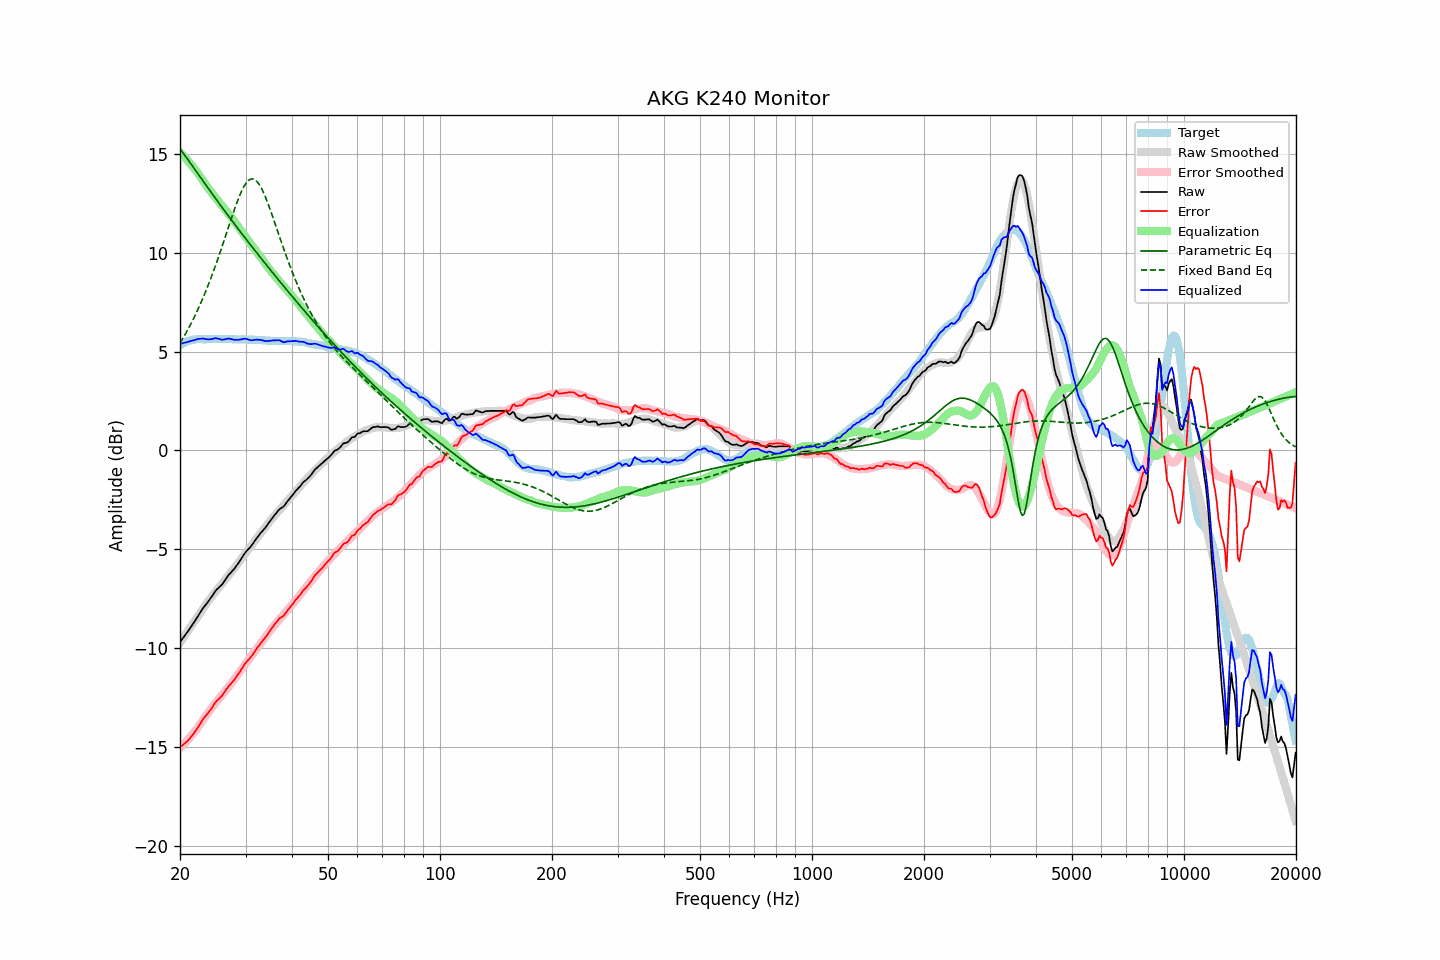 AKG K240 Monitor
Target
Raw Smoothed
Error Smoothed
Raw
Error
Equalization
Parametric Eq
Fixed Band Eq
Equalized
15
10
5
0
−5
−10
−15
−20
Amplitude (dBr)
20 50 100 200 500 1000 2000 5000 10000 20000
Frequency (Hz)